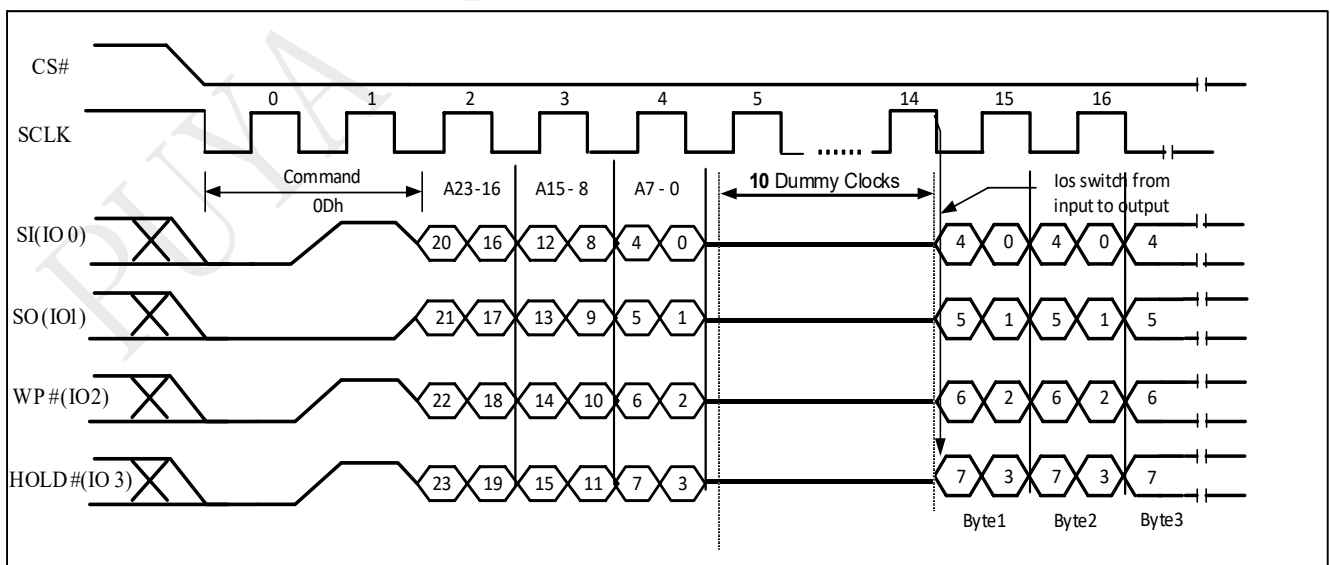 PUYA
CS#
0 1 2 3 4 5 14 15 16
SCLK
Command
0Dh
A23-16
A15-8
A7-0
10 Dummy Clocks
Ios switch from
input to output
SI(IO 0)
20 16 12 8 4 0 4 0 4 0 4
SO(IO1)
21 17 13 9 5 1 5 1 5 1 5
WP#(IO2)
22 18 14 10 6 2 6 2 6 2 6
HOLD#(IO 3)
23 19 15 11 7 3 7 3 7 3 7
Byte1 Byte2 Byte3